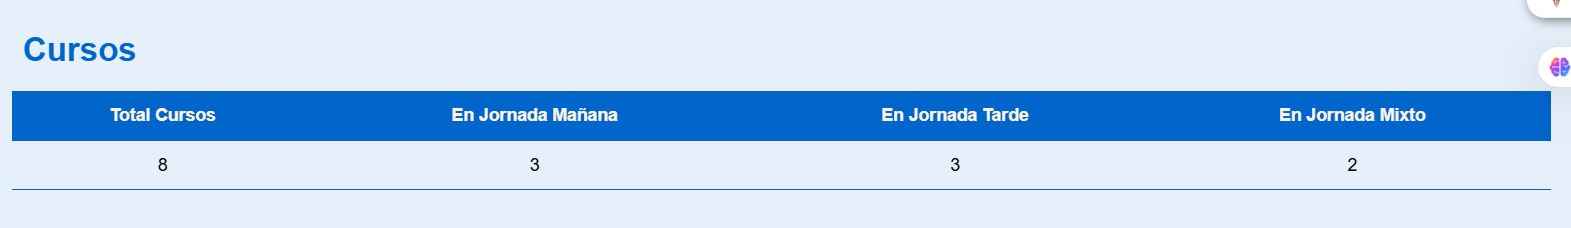 Cursos
Total Cursos En Jornada Mañana En Jornada Tarde En Jornada Mixto
8 3 3 2